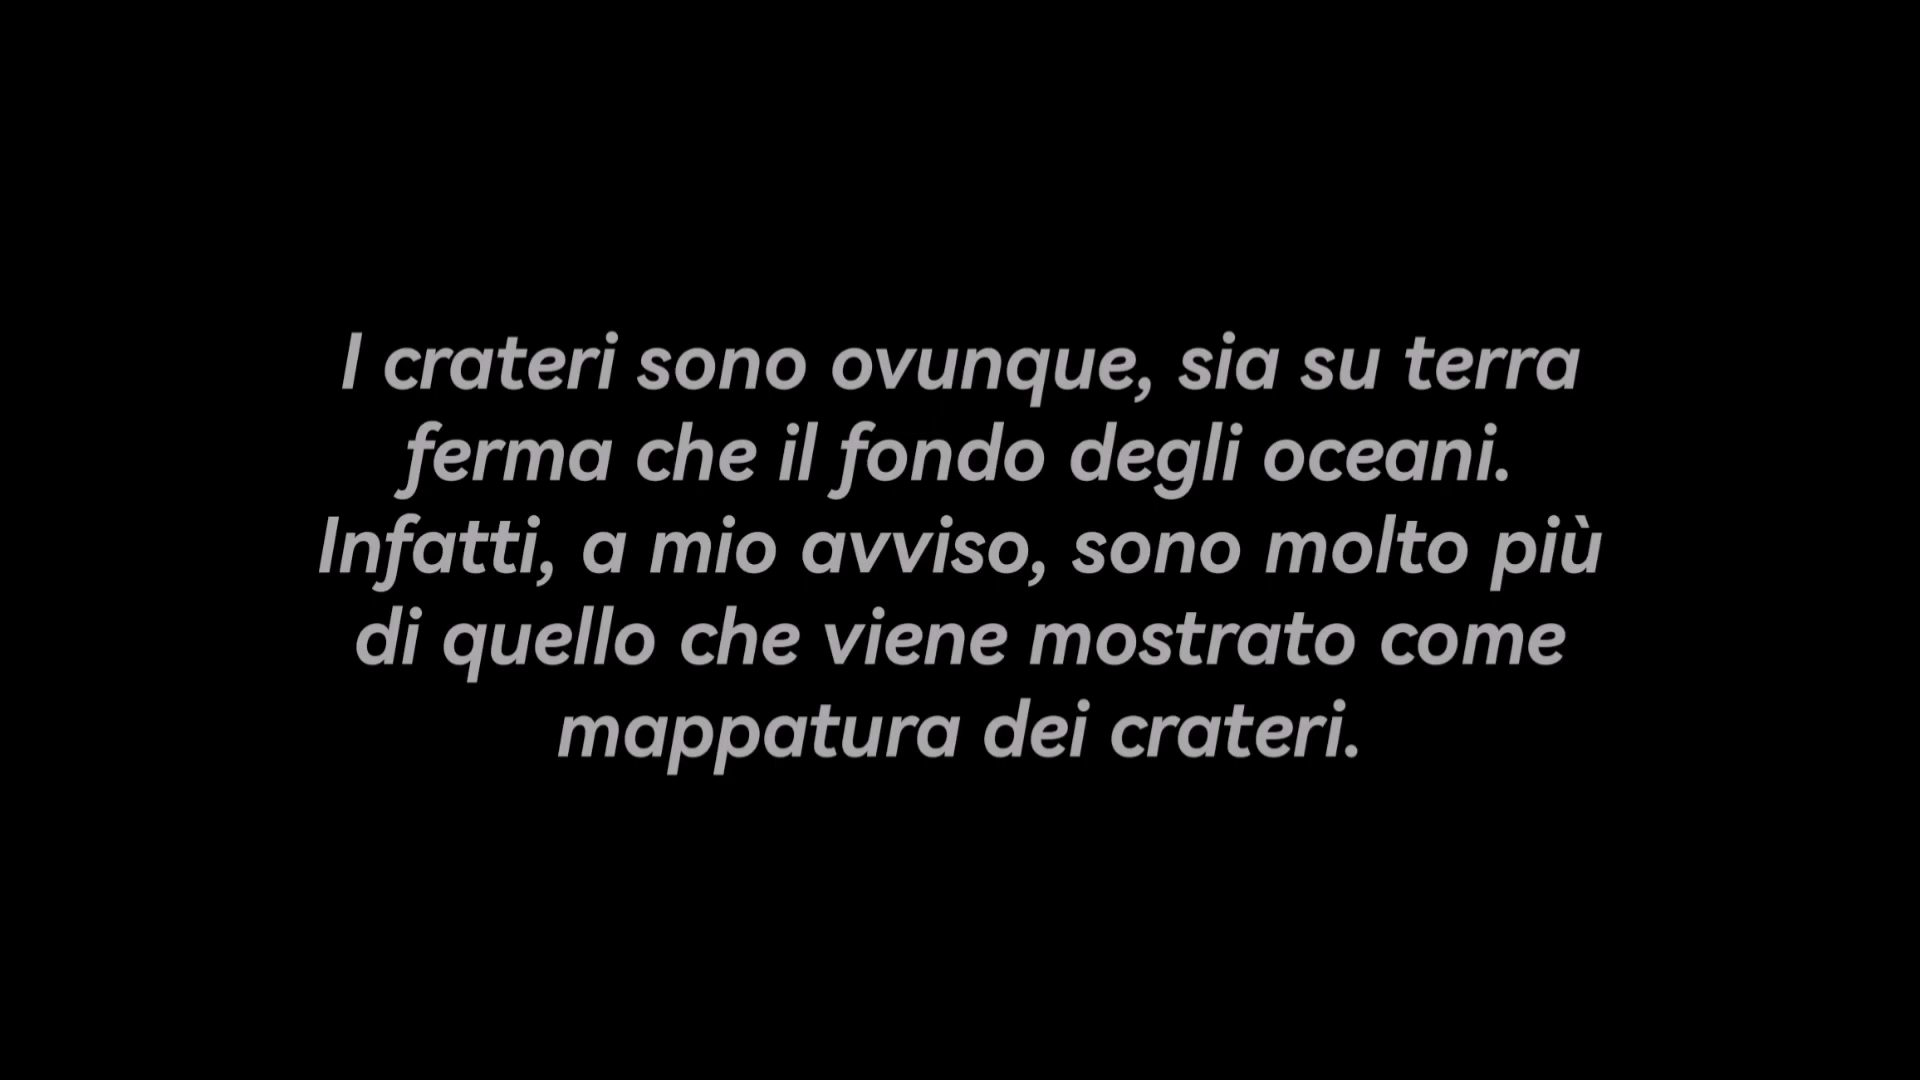 I crateri sono ovunque, sia su terra
ferma che il fondo degli oceani.
Infatti, a mio avviso, sono molto più
di quello che viene mostrato come
mappatura dei crateri.